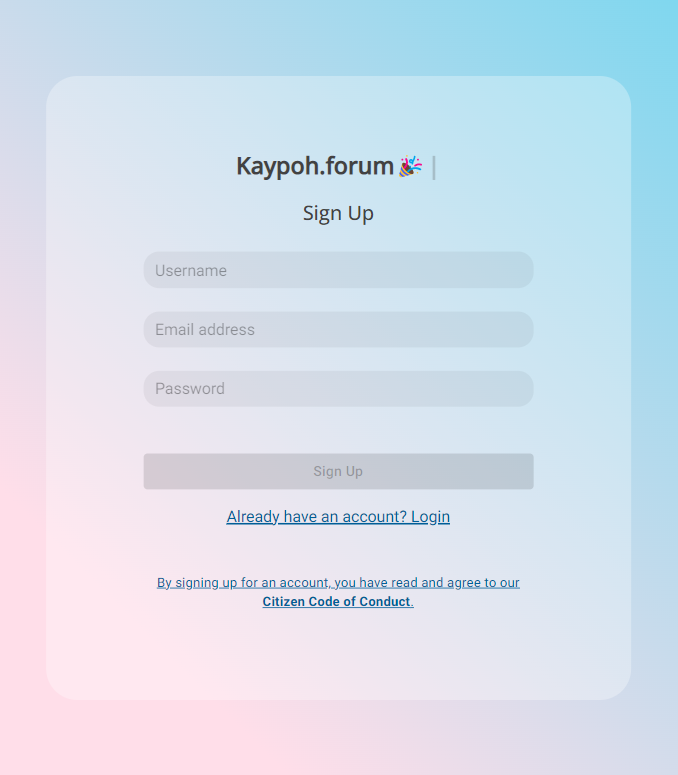 Kaypoh.forum 🎉 |
Sign Up
Username
Email address
Password
Sign Up
Already have an account? Login
By signing up for an account, you have read and agree to our
Citizen Code of Conduct.